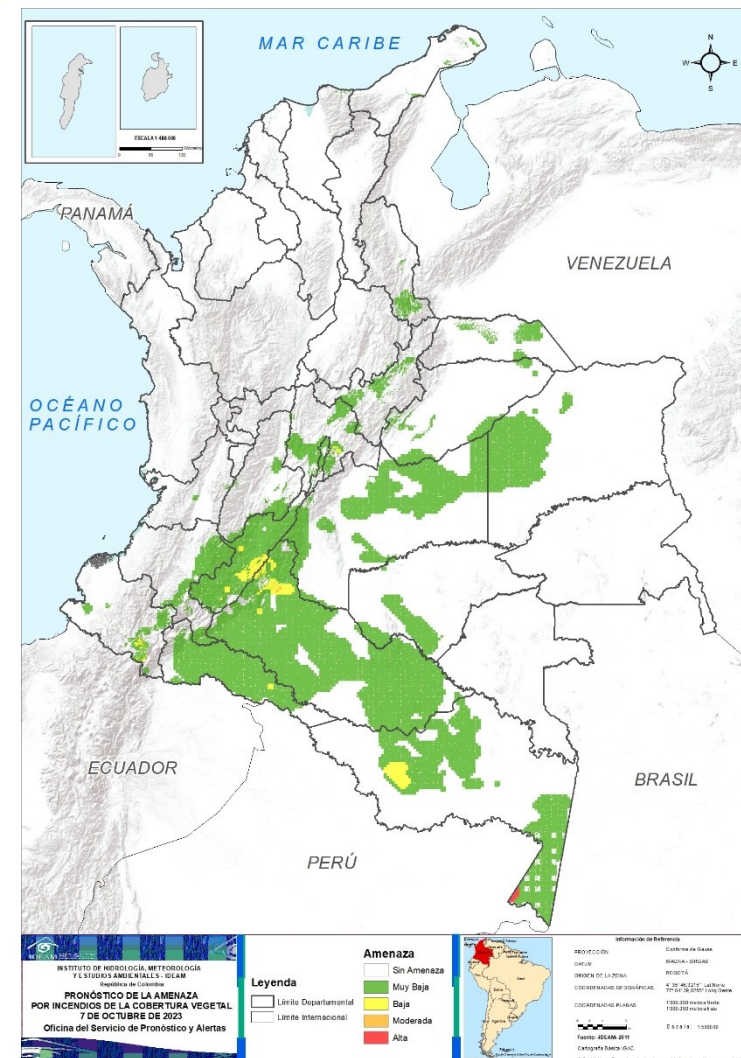 MAR CARIBE
N
W
E
S
ESCALA 1:400.000
PANAMÁ
VENEZUELA
OCÉANO
PACÍFICO
ECUADOR
BRASIL
PERÚ
IDEAM
INSTITUTO DE HIDROLOGÍA, METEOROLOGÍA
Y ESTUDIOS AMBIENTALES - IDEAM
República de Colombia
PRONÓSTICO DE LA AMENAZA
POR INCENDIOS DE LA COBERTURA VEGETAL
7 DE OCTUBRE DE 2023
Oficina del Servicio de Pronóstico y Alertas
Leyenda
Límite Departamental
Límite Internacional
Amenaza
Sin Amenaza
Muy Baja
Baja
Moderada
Alta
Información de Referencia
PROYECCIÓN Conforme de Gauss
DATUM MAGNA - SIRGAS
ORIGEN DE LA ZONA BOGOTÁ
COORDENADAS GEOGRÁFICAS
COORDENADAS PLANAS
Fuente: IDEAM- 2011
Cartografía Básica IGAC